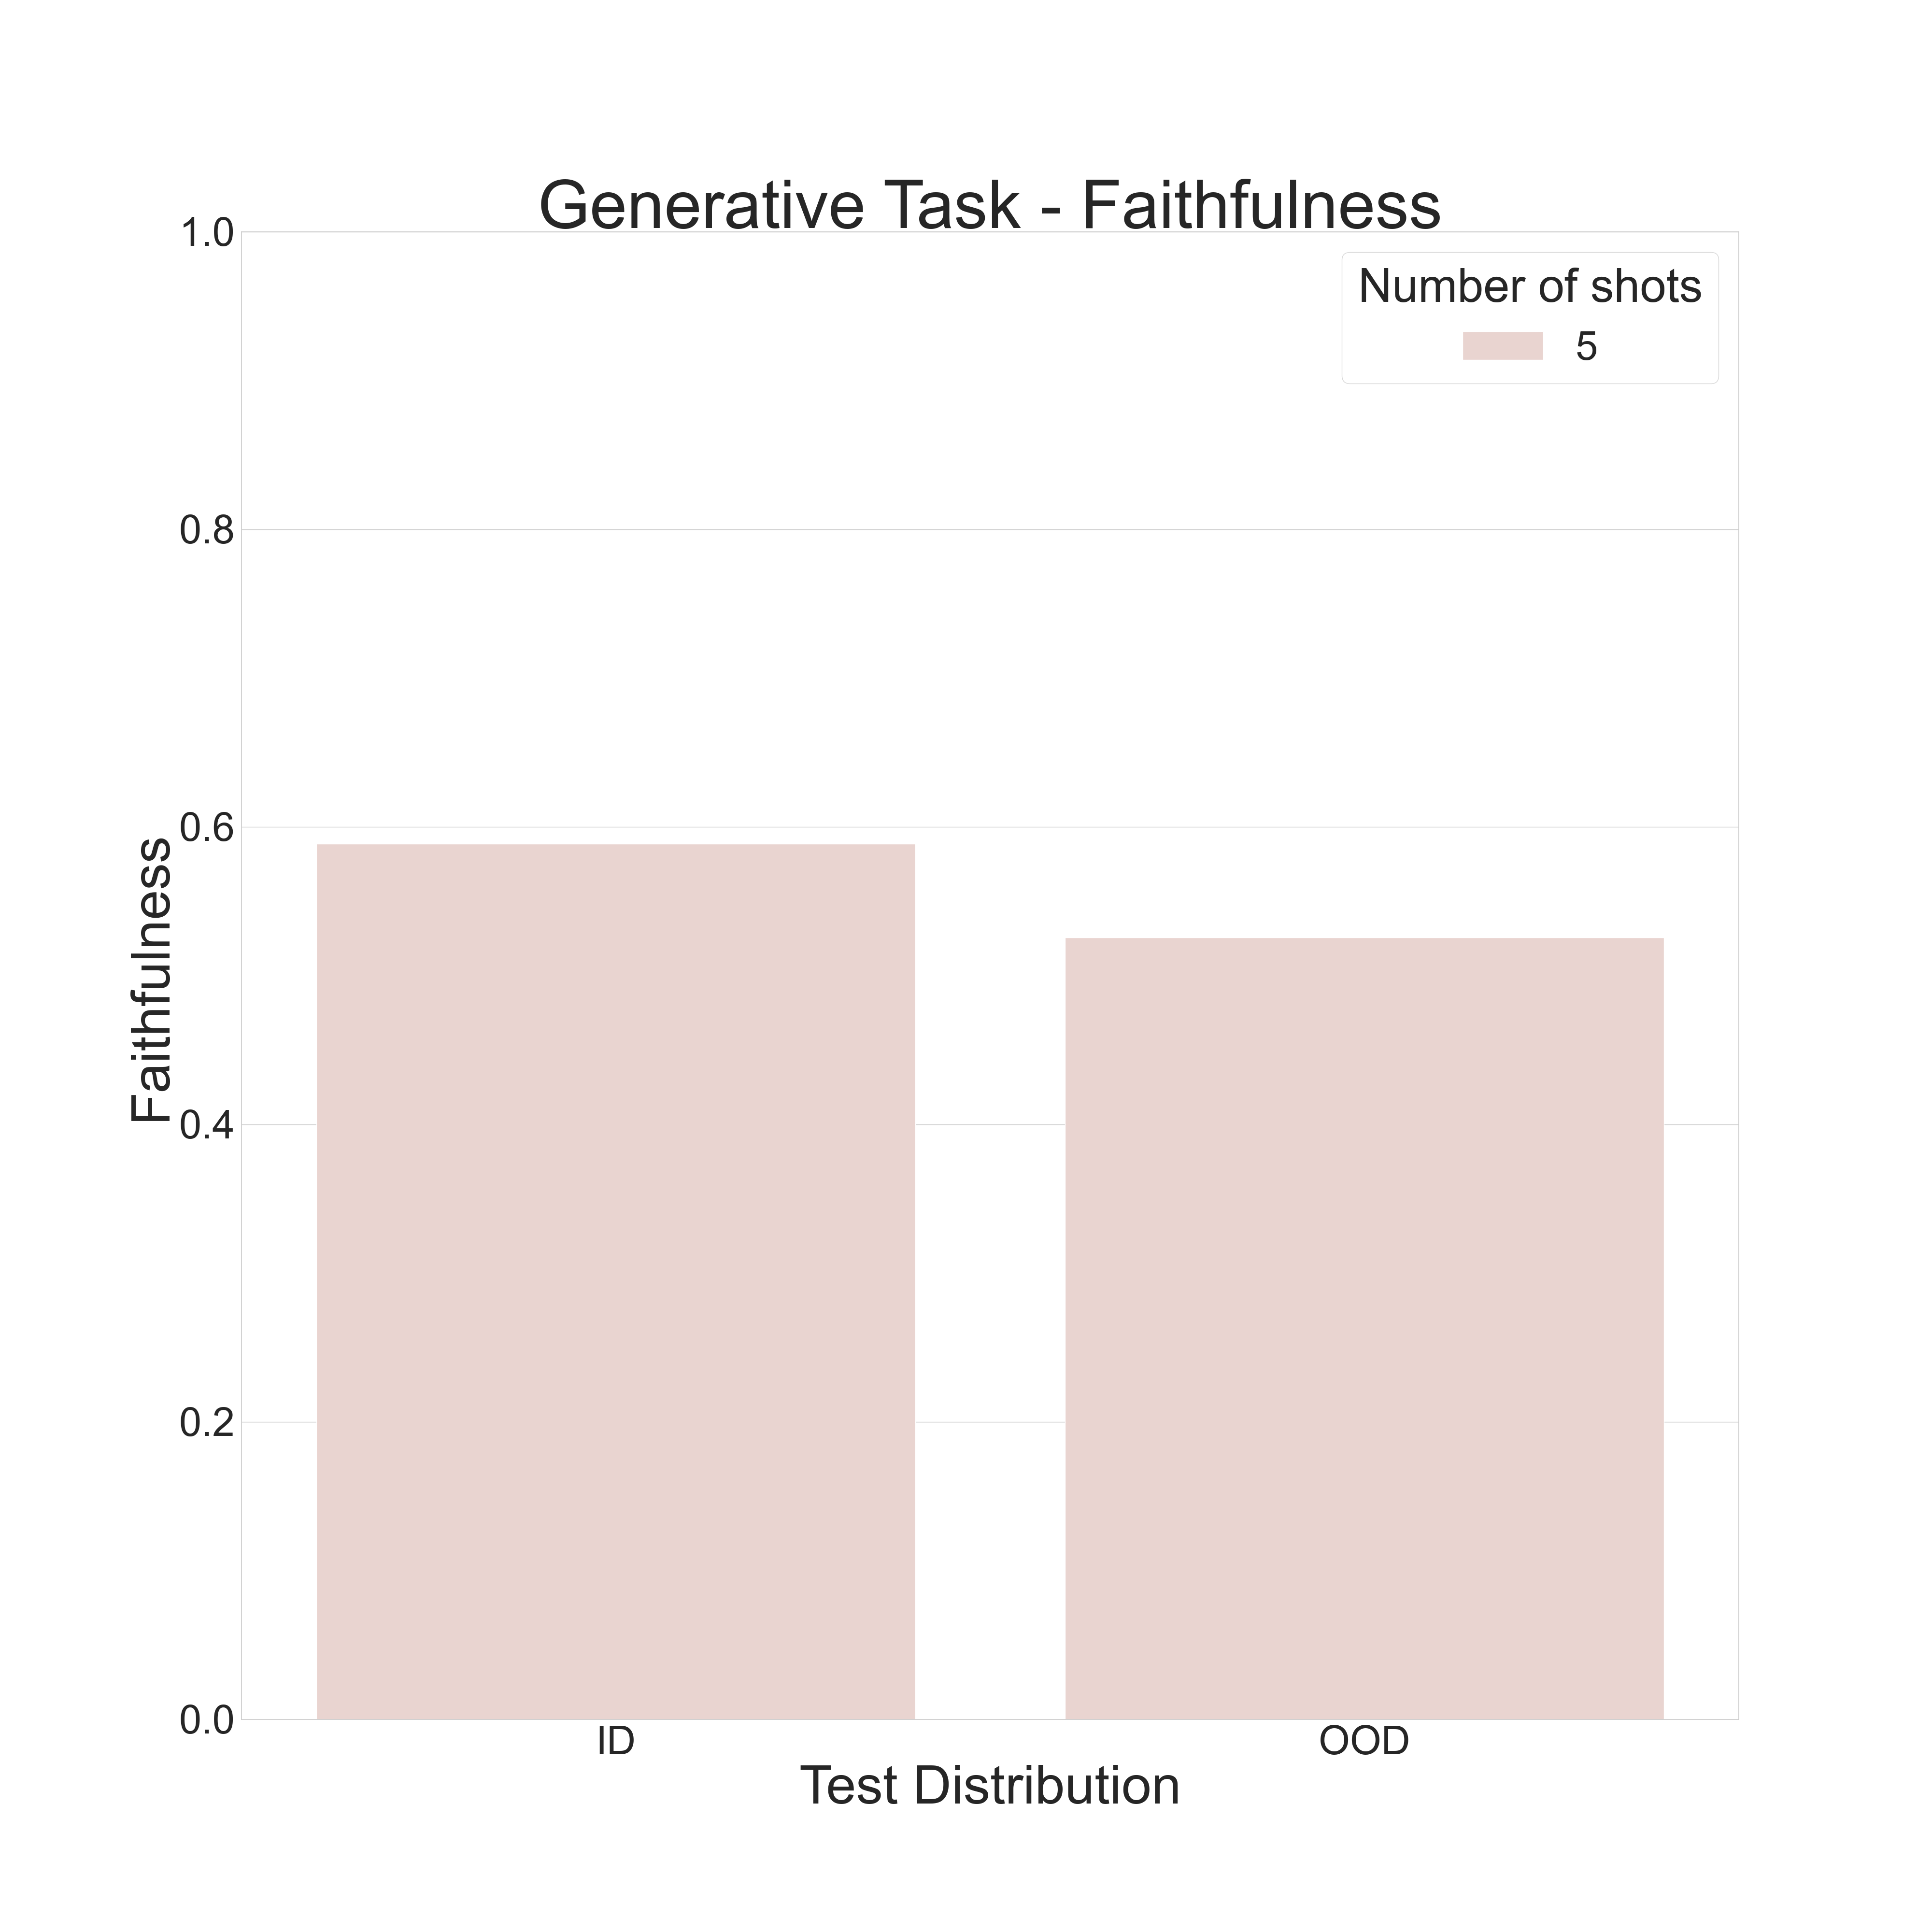 Generative Task - Faithfulness
Number of shots
5
1.0
0.8
0.6
0.4
0.2
0.0
Faithfulness
ID
OOD
Test Distribution